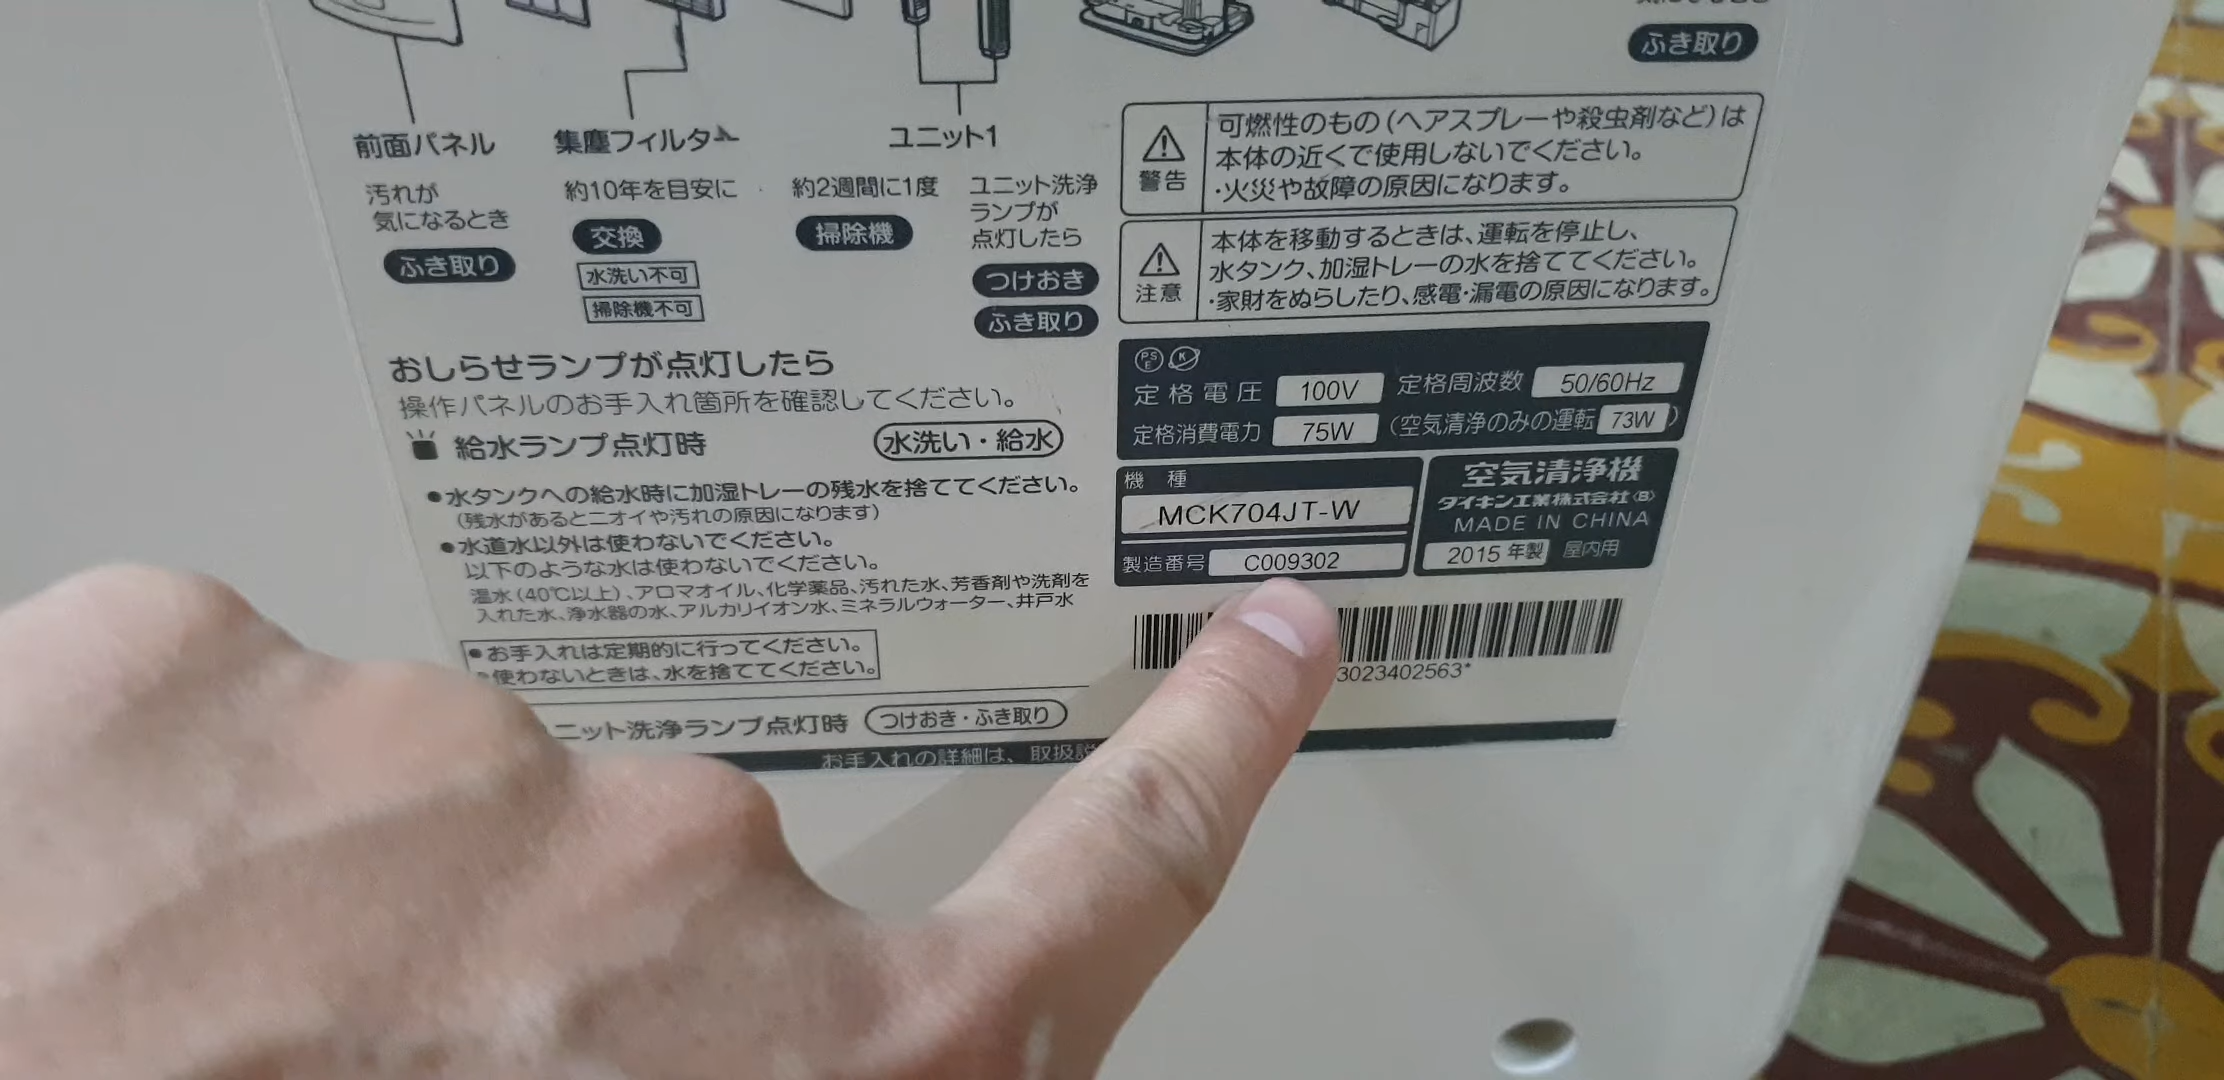 ふき取り
前面パネル
汚れが
気になるとき
ふき取り
集塵フィルター
約10年を目安に
交換
水洗い不可
掃除機不可
ユニット1
約2週間に1度
掃除機
ユニット洗浄
ランプが
点灯したら
つけおき
ふき取り
警告
可燃性のもの(ヘアスプレーや殺虫剤など)は
本体の近くで使用しないでください。
・火災や故障の原因になります。
注意
本体を移動するときは、運転を停止し、
水タンク、加湿トレーの水を捨ててください。
・家財をぬらしたり、感電・漏電の原因になります。
おしらせランプが点灯したら
操作パネルのお手入れ箇所を確認してください。
給水ランプ点灯時 水洗い・給水
●水タンクへの給水時に加湿トレーの残水を捨ててください。
(残水があるとニオイや汚れの原因になります)
●水道水以外は使わないでください。
以下のような水は使わないでください。
温水(40℃以上)、アロマオイル、化学薬品、汚れた水、芳香剤や洗剤を
入れた水、浄水器の水、アルカリイオン水、ミネラルウォーター、井戸水
●お手入れは定期的に行ってください。
●使わないときは、水を捨ててください。
ニット洗浄ランプ点灯時 つけおき・ふき取り
お手入れの詳細は、取扱説
PSE
定格電圧 100V 定格周波数 50/60Hz
定格消費電力 75W (空気清浄のみの運転 73W)
機種
MCK704JT-W
製造番号 C009302
空気清浄機
ダイキン工業株式会社〈B〉
MADE IN CHINA
2015年製 屋内用
3023402563*